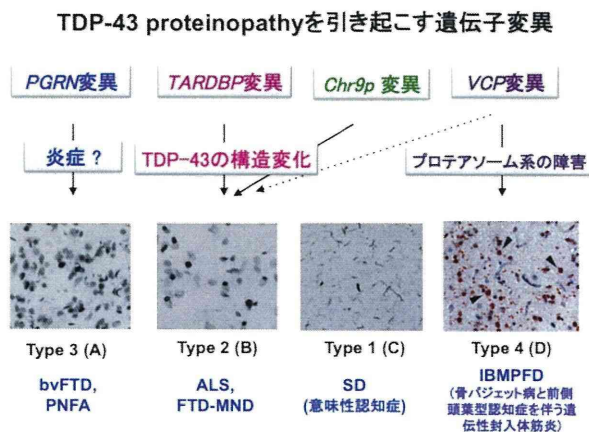 TDP-43 proteinopathyを引き起こす遺伝子変異
PGRN変異
TARDBP変異
Chr9p 変異
VCP変異
炎症？
TDP-43の構造変化
プロテアソーム系の障害
Type 3 (A)
Type 2 (B)
Type 1 (C)
Type 4 (D)
bvFTD,
PNFA
ALS,
FTD-MND
SD
(意味性認知症)
IBMPFD
(骨パジェット病と前側
頭葉型認知症を伴う遺
伝性封入体筋炎)